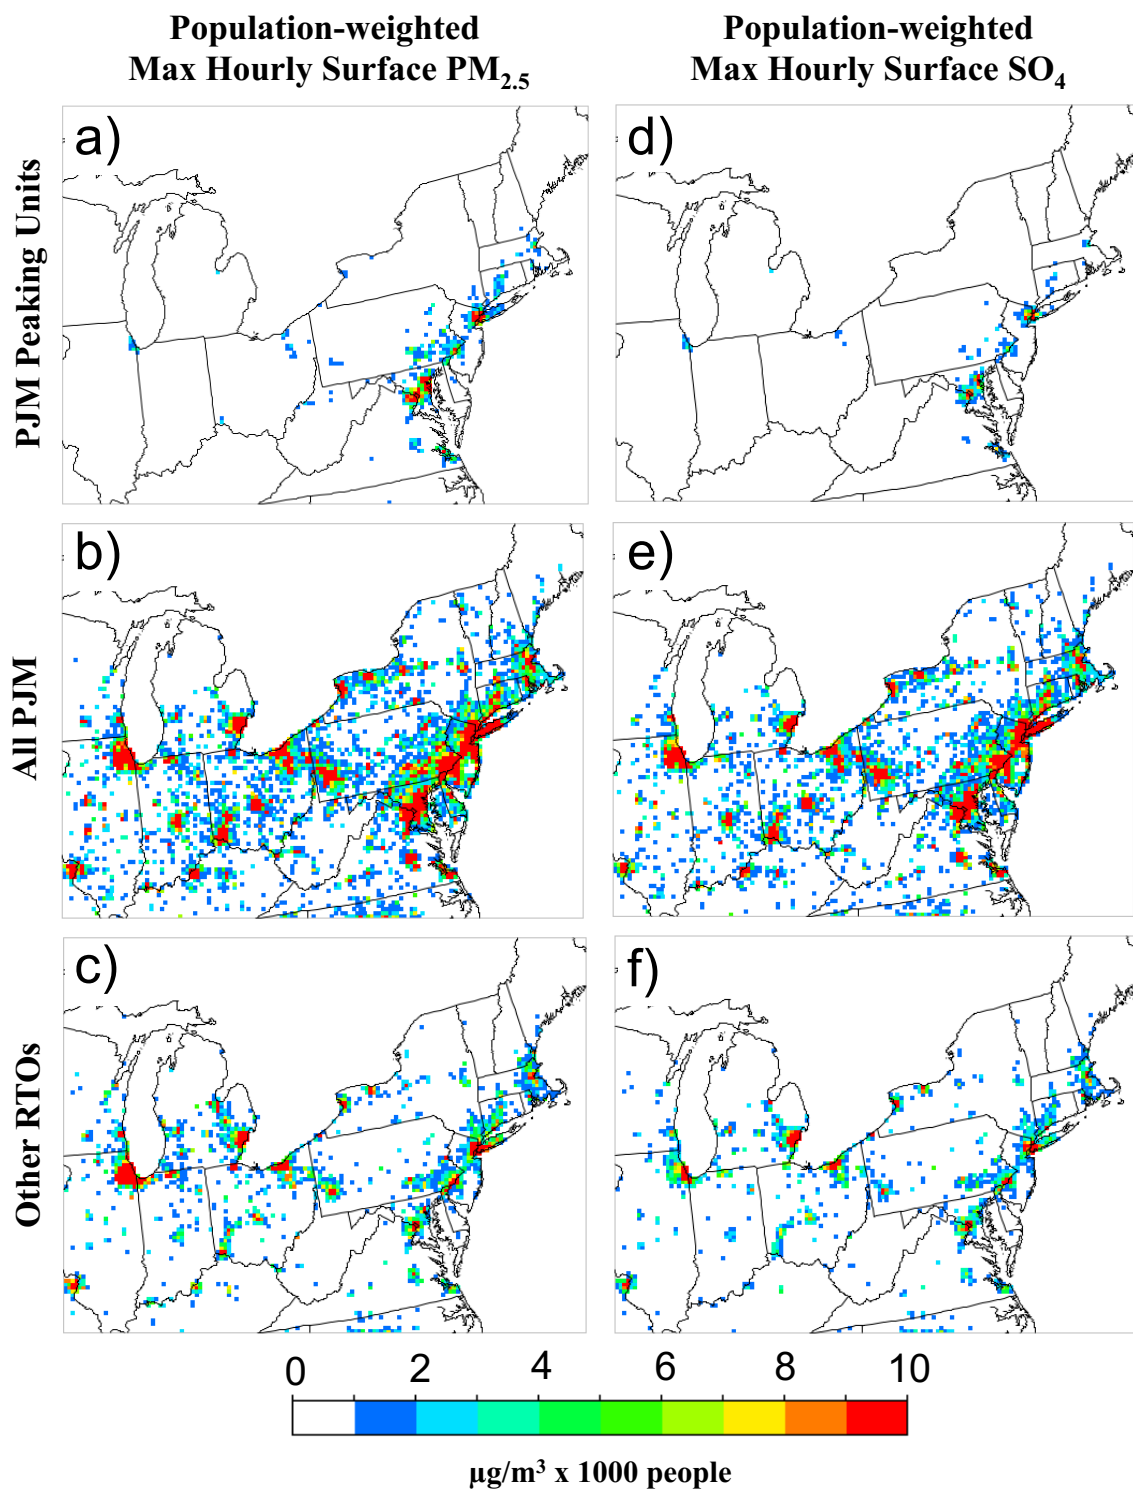 Population-weighted
Max Hourly Surface PM2.5
Population-weighted
Max Hourly Surface SO4
PJM Peaking Units
a)
d)
All PJM
b)
e)
Other RTOs
c)
f)
0 2 4 6 8 10
µg/m³ x 1000 people